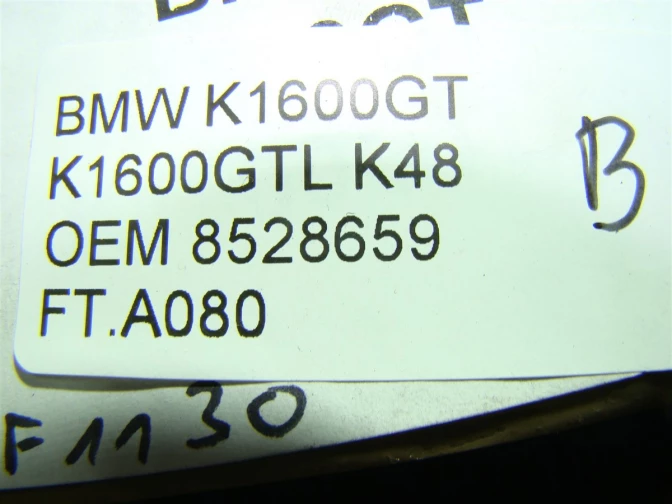 BMW K1600GT
K1600GTL K48
OEM 8528659
FT.A080
B
F1130